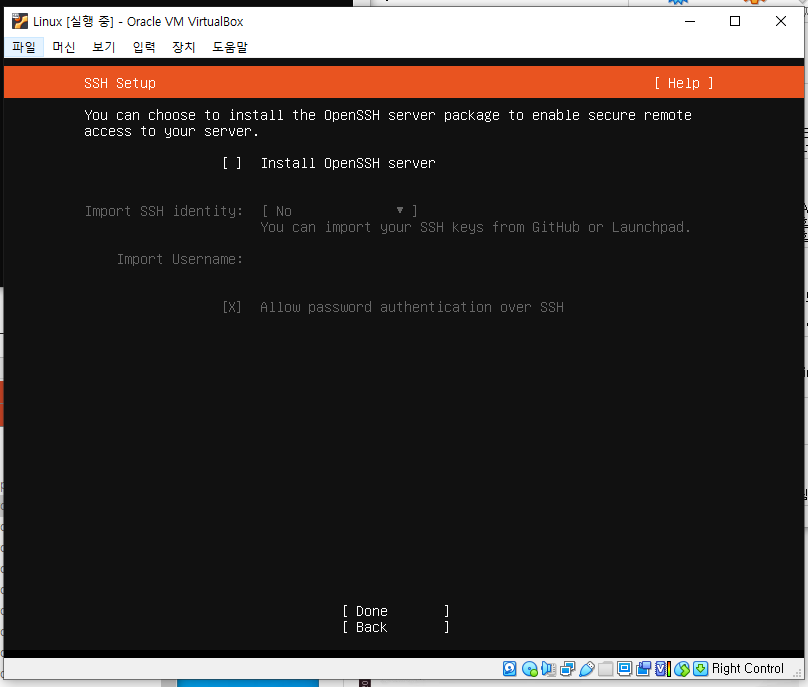 Linux [실행 중] - Oracle VM VirtualBox
파일 머신 보기 입력 장치 도움말
SSH Setup [ Help ]
You can choose to install the OpenSSH server package to enable secure remote
access to your server.
[ ] Install OpenSSH server
Import SSH identity: [ No ▼ ]
You can import your SSH keys from GitHub or Launchpad.
Import Username:
[X] Allow password authentication over SSH
[ Done ]
[ Back ]
Right Control